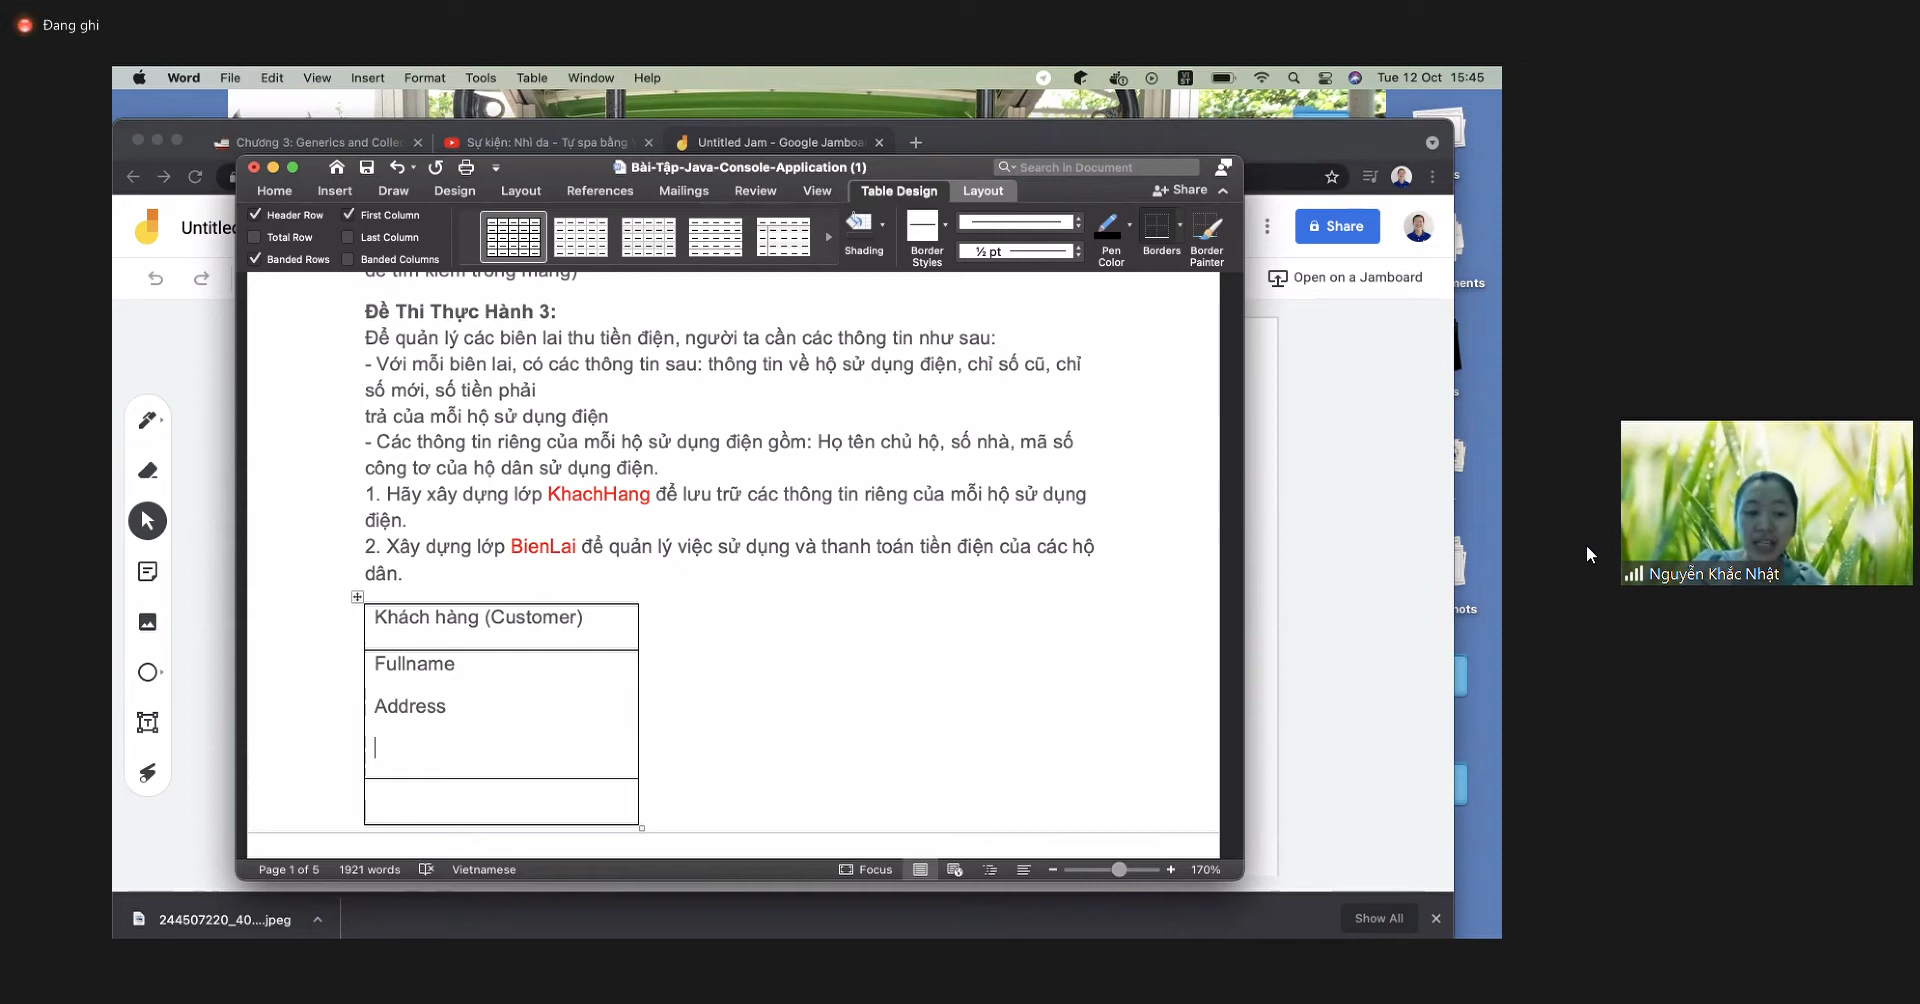 Đang ghi
Word File Edit View Insert Format Tools Table Window Help
Tue 12 Oct 15:45
Chương 3: Generics and Collec
Sự kiện: Nhì da - Tự spa bằng
Untitled Jam - Google Jamboa
Bài-Tập-Java-Console-Application (1)
Search in Document
Home Insert Draw Design Layout References Mailings Review View Table Design Layout
Share
Header Row First Column
Total Row Last Column
Banded Rows Banded Columns
Shading
Border Styles
½ pt
Pen Color
Borders
Border Painter
Untitled
Share
Open on a Jamboard
để tìm kiếm trong mảng)
Đề Thi Thực Hành 3:
Để quản lý các biên lai thu tiền điện, người ta cần các thông tin như sau:
- Với mỗi biên lai, có các thông tin sau: thông tin về hộ sử dụng điện, chỉ số cũ, chỉ
số mới, số tiền phải
trả của mỗi hộ sử dụng điện
- Các thông tin riêng của mỗi hộ sử dụng điện gồm: Họ tên chủ hộ, số nhà, mã số
công tơ của hộ dân sử dụng điện.
1. Hãy xây dựng lớp KhachHang để lưu trữ các thông tin riêng của mỗi hộ sử dụng
điện.
2. Xây dựng lớp BienLai để quản lý việc sử dụng và thanh toán tiền điện của các hộ
dân.
Khách hàng (Customer)
Fullname
Address
Page 1 of 5 1921 words Vietnamese
Focus
170%
244507220_40....jpeg
Show All
ments
nots
Nguyễn Khắc Nhật